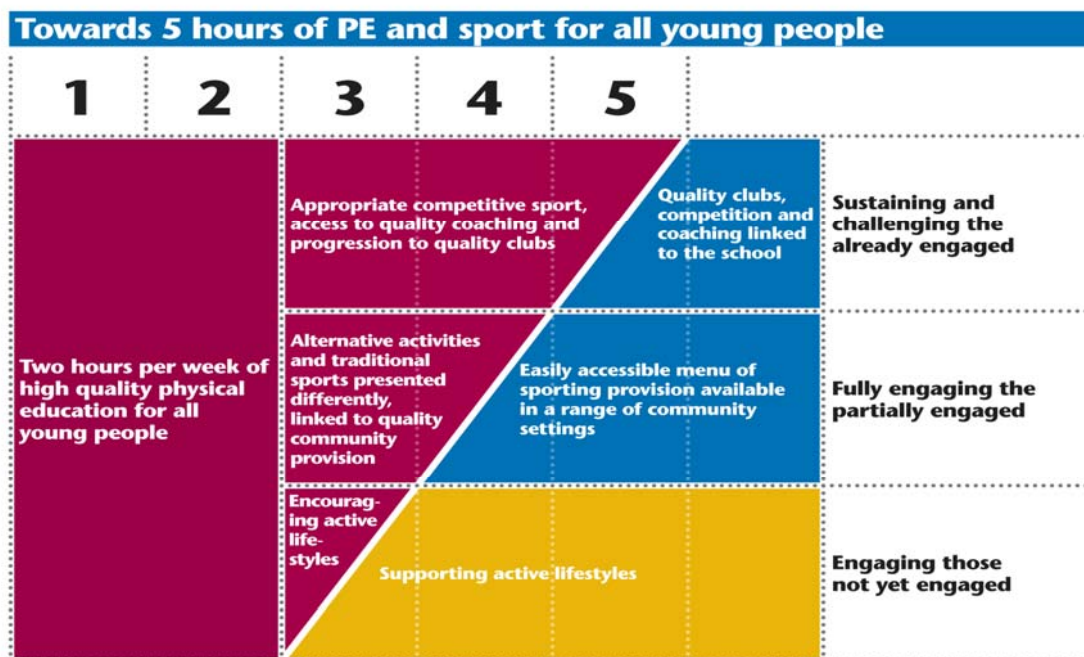 Towards 5 hours of PE and sport for all young people
1 2 3 4 5
Two hours per week of
high quality physical
education for all
young people
Appropriate competitive sport,
access to quality coaching and
progression to quality clubs
Quality clubs,
competition and
coaching linked
to the school
Sustaining and
challenging the
already engaged
Alternative activities
and traditional
sports presented
differently,
linked to quality
community
provision
Easily accessible menu of
sporting provision available
in a range of community
settings
Fully engaging the
partially engaged
Encourag-
ing active
life-
styles
Supporting active lifestyles
Engaging those
not yet engaged